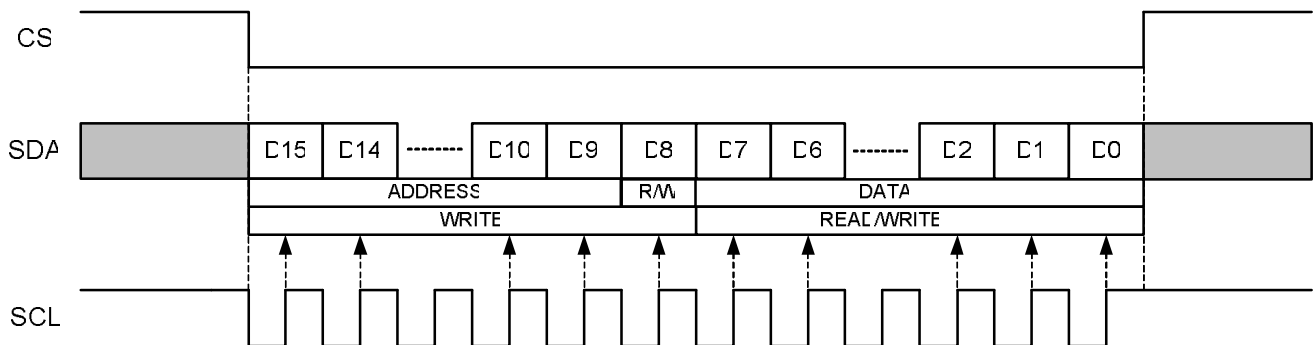 CS
SDA D15 D14 D10 D9 D8 D7 D6 D2 D1 D0
ADDRESS R/W DATA
WRITE READ/WRITE
SCL